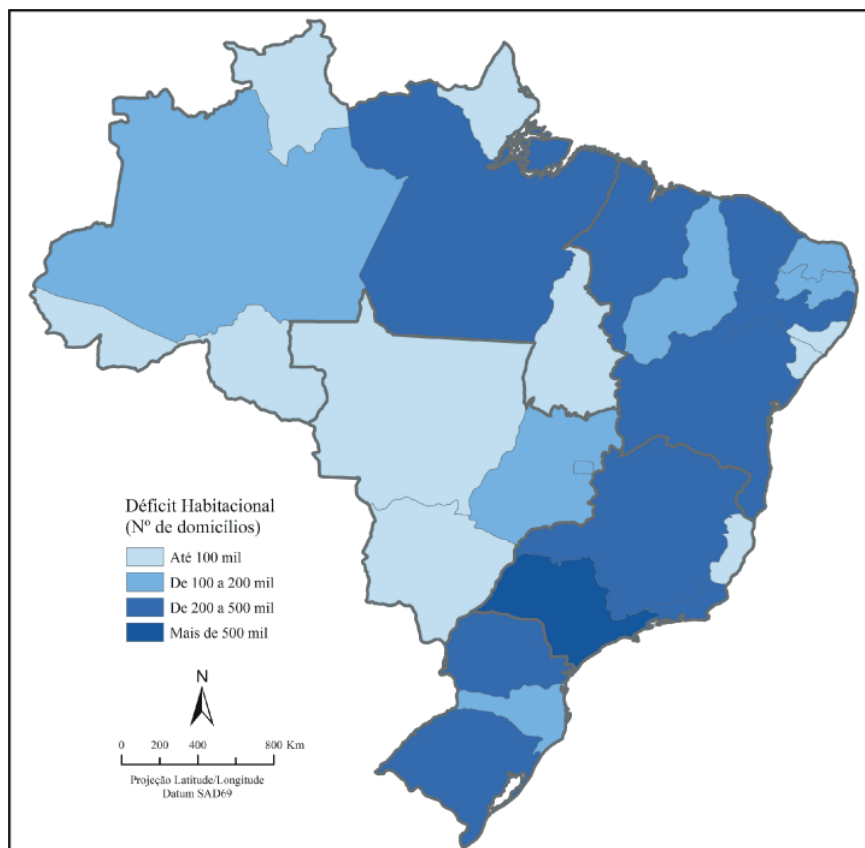 Déficit Habitacional
(Nº de domicílios)
Até 100 mil
De 100 a 200 mil
De 200 a 500 mil
Mais de 500 mil
N
0 200 400 800 Km
Projeção Latitude/Longitude
Datum SAD69